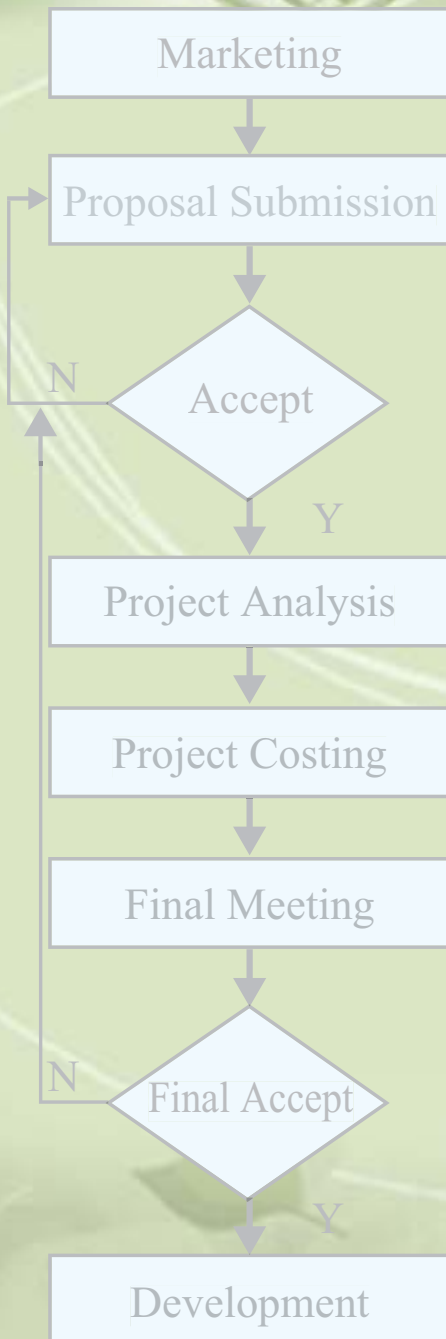 Marketing
Proposal Submission
N
Accept
Y
Project Analysis
Project Costing
Final Meeting
N
Final Accept
Y
Development